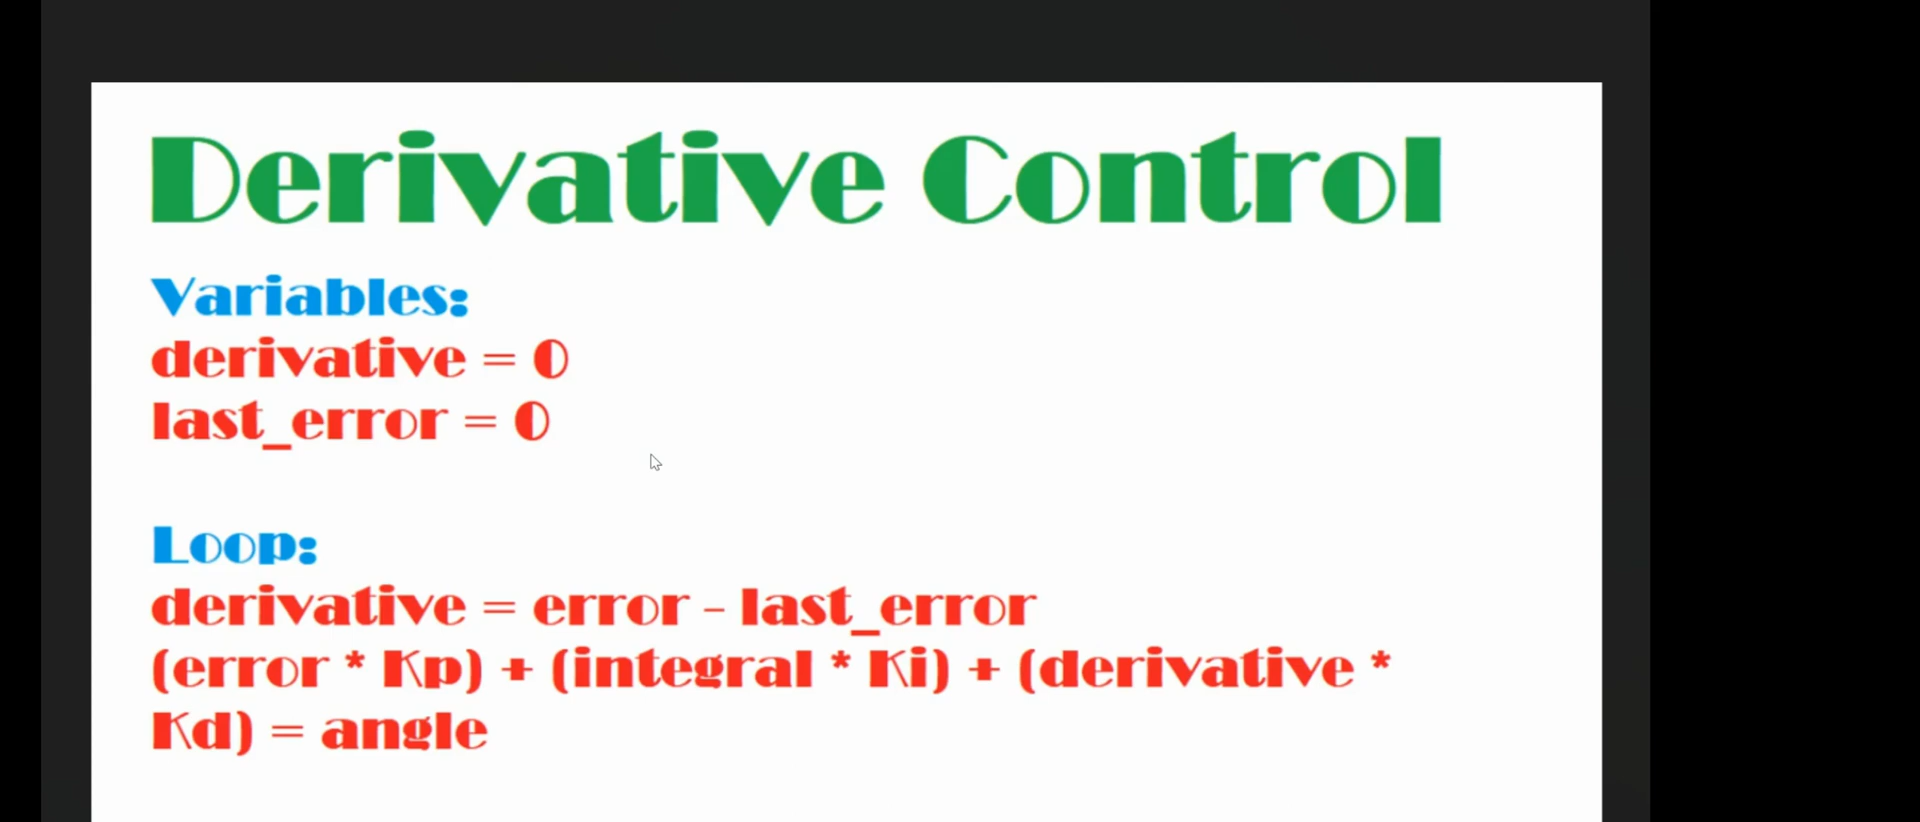 Derivative Control
Variables:
derivative = 0
last_error = 0
Loop:
derivative = error - last_error
(error * Kp) + (integral * Ki) + (derivative *
Kd) = angle